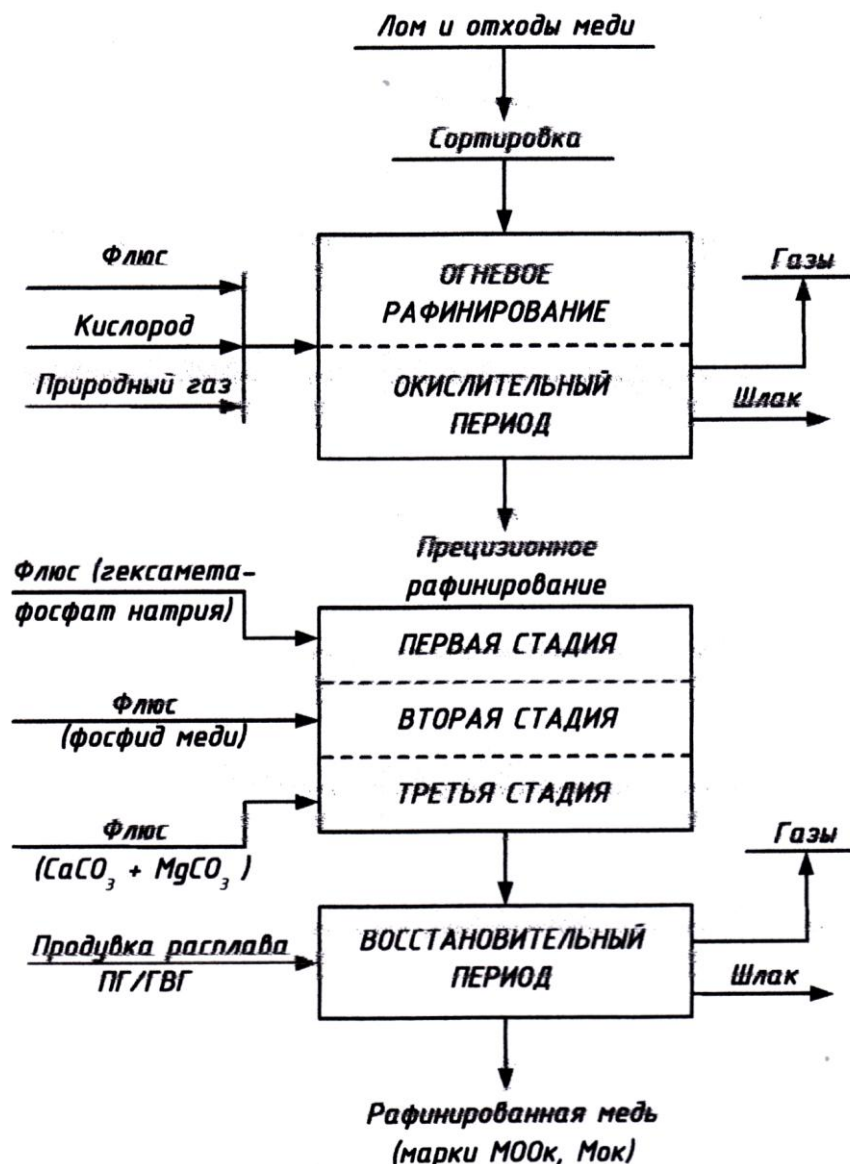 Лом и отходы меди
Сортировка
Флюс
Кислород
Природный газ
ОГНЕВОЕ
РАФИНИРОВАНИЕ
ОКИСЛИТЕЛЬНЫЙ
ПЕРИОД
Газы
Шлак
Прецизионное
рафинирование
Флюс (гексамета-
фосфат натрия)
ПЕРВАЯ СТАДИЯ
Флюс
(фосфид меди)
ВТОРАЯ СТАДИЯ
ТРЕТЬЯ СТАДИЯ
Флюс
(CaCO₃ + MgCO₃ )
Продувка расплава
ПГ/ГВГ
ВОССТАНОВИТЕЛЬНЫЙ
ПЕРИОД
Газы
Шлак
Рафинированная медь
(марки МООк, Мок)